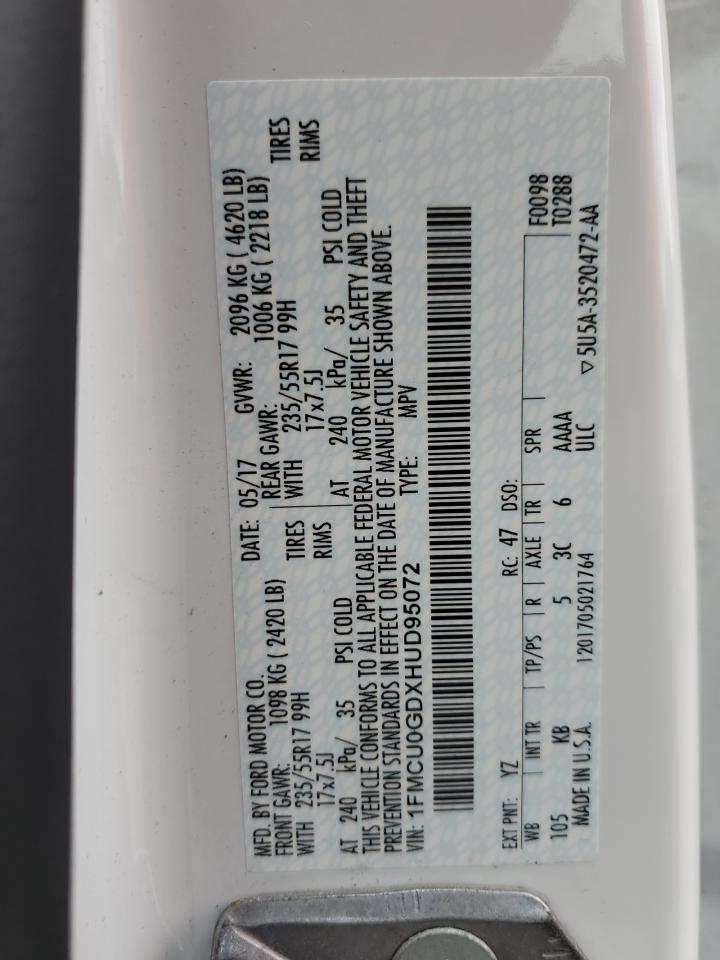 MFD. BY FORD MOTOR CO. DATE: 05/17 GVWR: 2096 KG ( 4620 LB)
FRONT GAWR: 1098 KG ( 2420 LB) REAR GAWR: 1006 KG ( 2218 LB)
WITH 235/55R17 99H TIRES WITH 235/55R17 99H TIRES
17x7.5J RIMS 17x7.5J RIMS
AT 240 kPa/ 35 PSI COLD AT 240 kPa/ 35 PSI COLD
THIS VEHICLE CONFORMS TO ALL APPLICABLE FEDERAL MOTOR VEHICLE SAFETY AND THEFT
PREVENTION STANDARDS IN EFFECT ON THE DATE OF MANUFACTURE SHOWN ABOVE.
VIN: 1FMCU0GDXHUD95072 TYPE: MPV
EXT PNT: YZ RC: 47 DSO: F0098
WB INT TR TP/PS R AXLE TR SPR T0288
105 KB 5 3C 6 AAAA
MADE IN U.S.A. 1201705021764 ULC ▽5U5A-3520472-AA